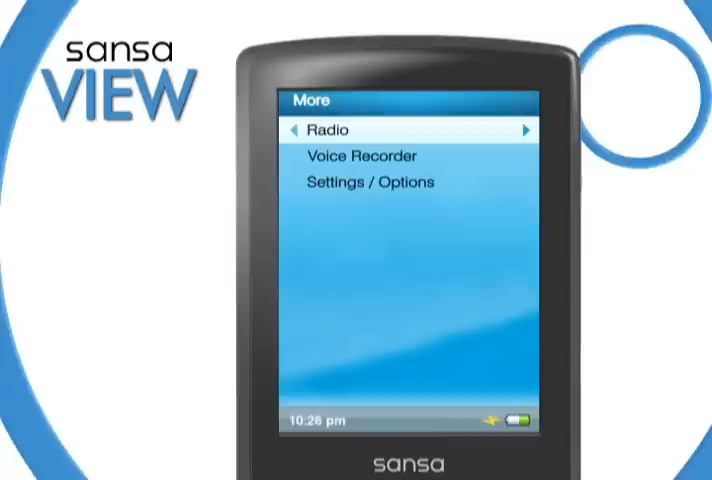 sansa
VIEW
More
Radio
Voice Recorder
Settings / Options
10:26 pm
sansa